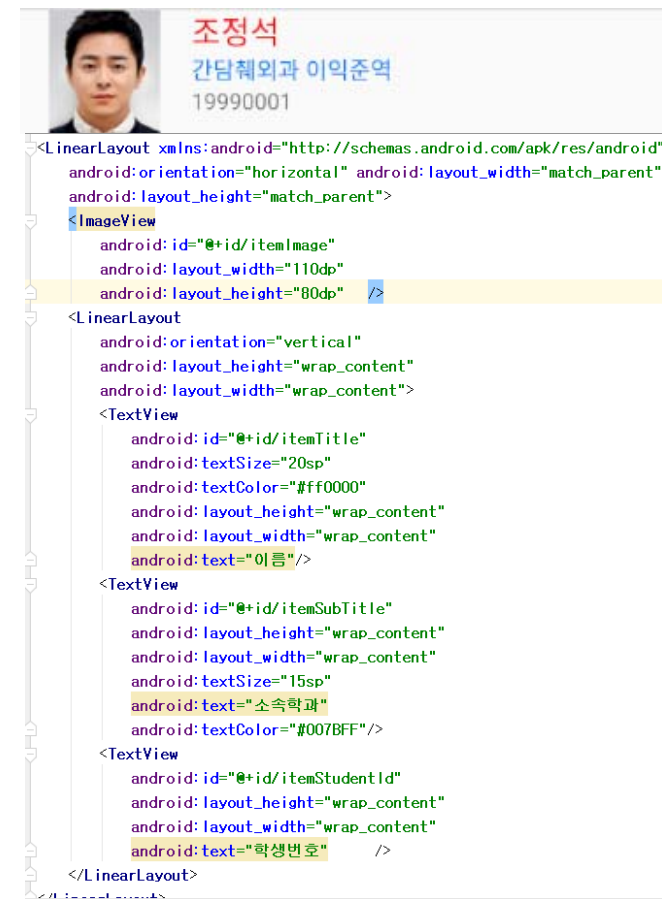 조정석
간담췌외과 이익준역
19990001
<LinearLayout xmlns:android="http://schemas.android.com/apk/res/android"
android:orientation="horizontal" android:layout_width="match_parent"
android:layout_height="match_parent">
<ImageView
android:id="@+id/itemImage"
android:layout_width="110dp"
android:layout_height="80dp" />
<LinearLayout
android:orientation="vertical"
android:layout_height="wrap_content"
android:layout_width="wrap_content">
<TextView
android:id="@+id/itemTitle"
android:textSize="20sp"
android:textColor="#ff0000"
android:layout_height="wrap_content"
android:layout_width="wrap_content"
android:text="이름"/>
<TextView
android:id="@+id/itemSubTitle"
android:layout_height="wrap_content"
android:layout_width="wrap_content"
android:textSize="15sp"
android:text="소속학과"
android:textColor="#007BFF"/>
<TextView
android:id="@+id/itemStudentId"
android:layout_height="wrap_content"
android:layout_width="wrap_content"
android:text="학생번호" />
</LinearLayout>
</LinearLayout>